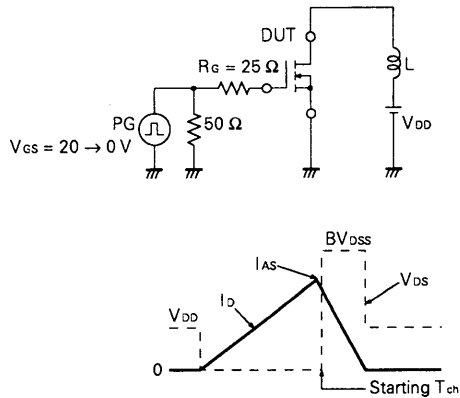 DUT
RG = 25 Ω
L
PG
50 Ω
VDD
VGS = 20 → 0 V
BVDSS
IAS
ID
VDS
VDD
0
Starting Tch